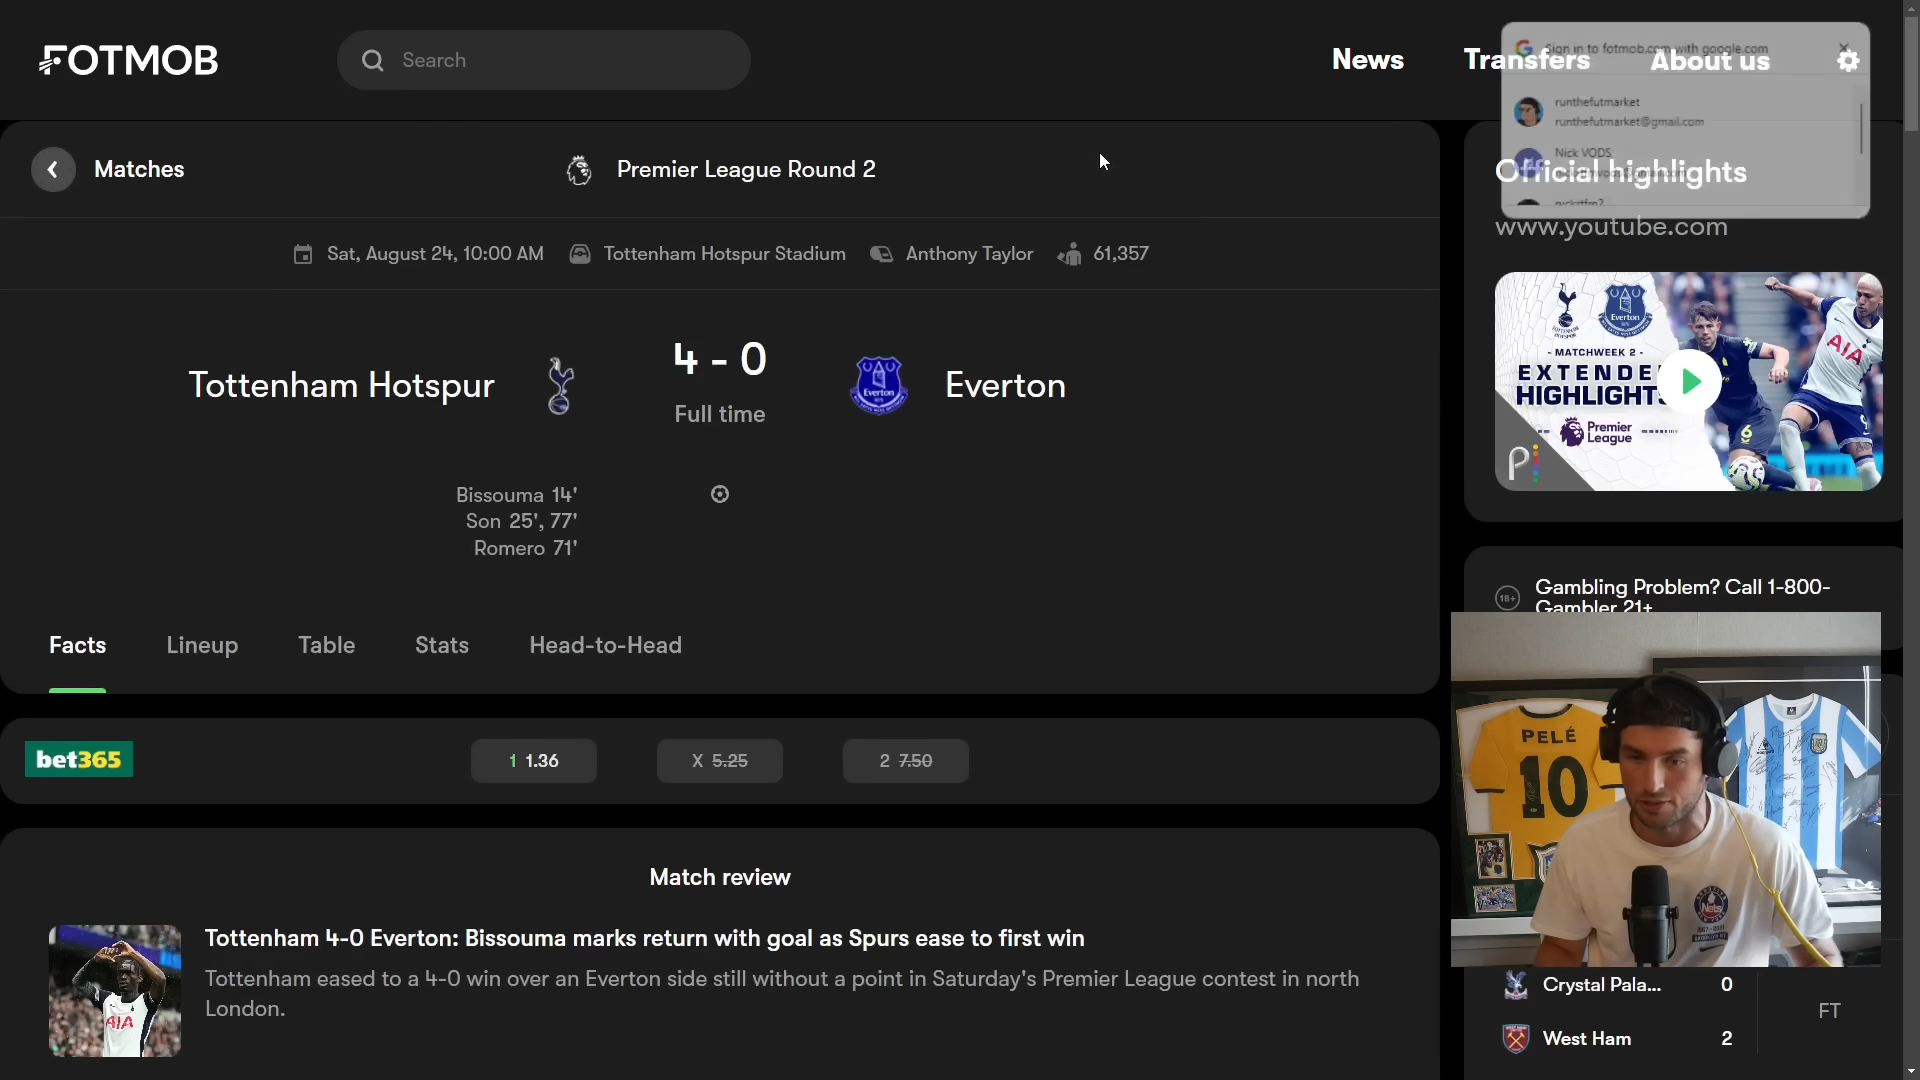 FOTMOB
Search
News
Transfers
About us
Sign in to fotmob.com with google.com
runthefutmarket
runthefutmarket@gmail.com
Nick VODS
Matches
Premier League Round 2
Official highlights
www.youtube.com
Sat, August 24, 10:00 AM
Tottenham Hotspur Stadium
Anthony Taylor
61,357
Tottenham Hotspur
4 - 0
Full time
Everton
Everton
Bissouma 14'
Son 25', 77'
Romero 71'
Everton
- MATCHWEEK 2 -
EXTENDE
HIGHLIGHT
Premier
League
AIA
6
Gambling Problem? Call 1-800-
Gambler 21+
18+
Facts
Lineup
Table
Stats
Head-to-Head
bet365
1 1.36
X 5.25
2 7.50
PELÉ
10
Nets
Match review
Tottenham 4-0 Everton: Bissouma marks return with goal as Spurs ease to first win
Tottenham eased to a 4-0 win over an Everton side still without a point in Saturday's Premier League contest in north
London.
AIA
Crystal Pala... 0
FT
West Ham 2